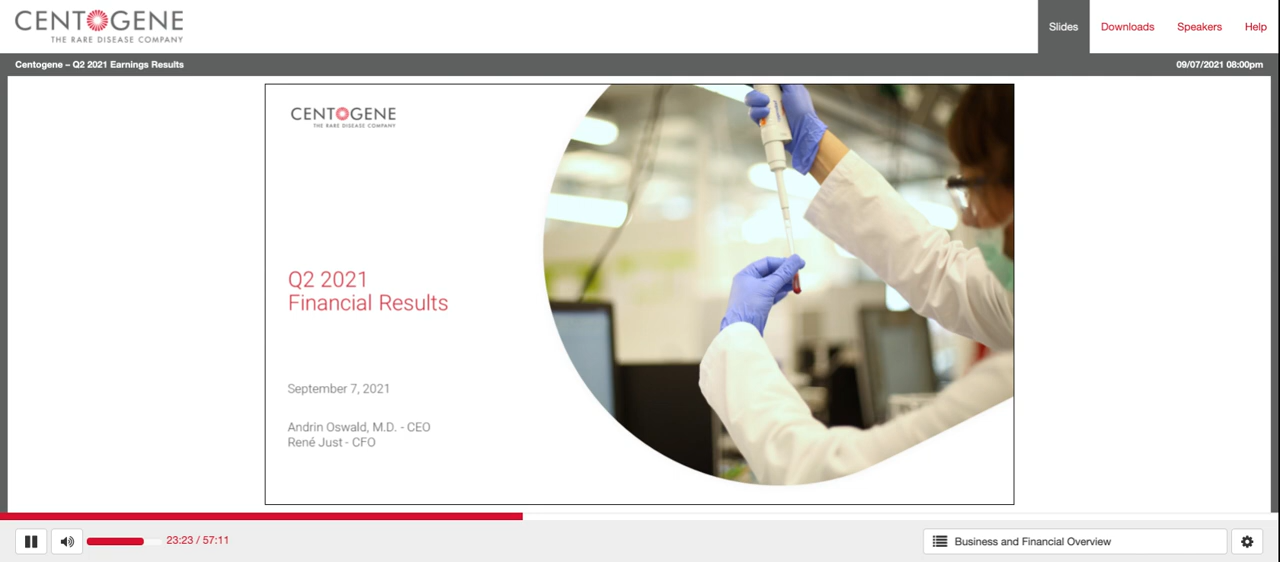 CENTOGENE
THE RARE DISEASE COMPANY
Slides
Downloads
Speakers
Help
Centogene – Q2 2021 Earnings Results
09/07/2021 08:00pm
CENTOGENE
THE RARE DISEASE COMPANY
Q2 2021
Financial Results
September 7, 2021
Andrin Oswald, M.D. - CEO
René Just - CFO
23:23 / 57:11
Business and Financial Overview